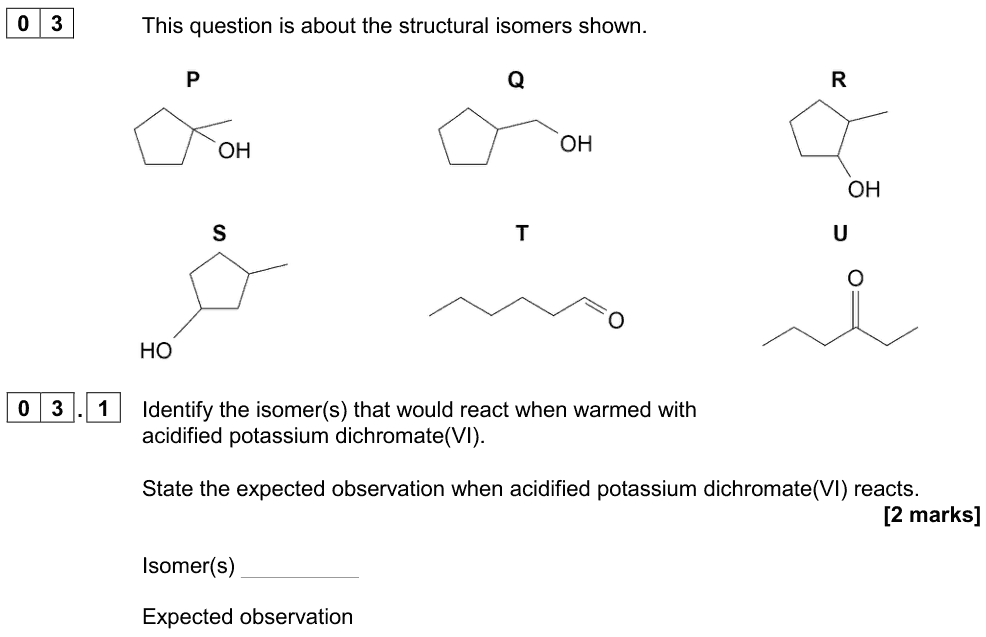 0 3 This question is about the structural isomers shown.
P Q R
OH OH OH
S T U
HO O O
0 3 . 1 Identify the isomer(s) that would react when warmed with
acidified potassium dichromate(VI).
State the expected observation when acidified potassium dichromate(VI) reacts.
[2 marks]
Isomer(s)
Expected observation